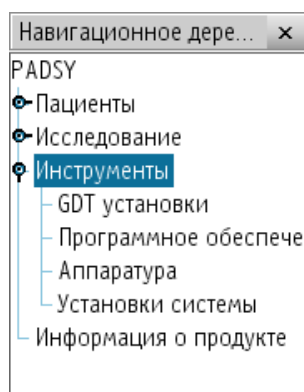 Навигационное дере... ×
PADSY
Пациенты
Исследование
Инструменты
GDT установки
Программное обеспече
Аппаратура
Установки системы
Информация о продукте